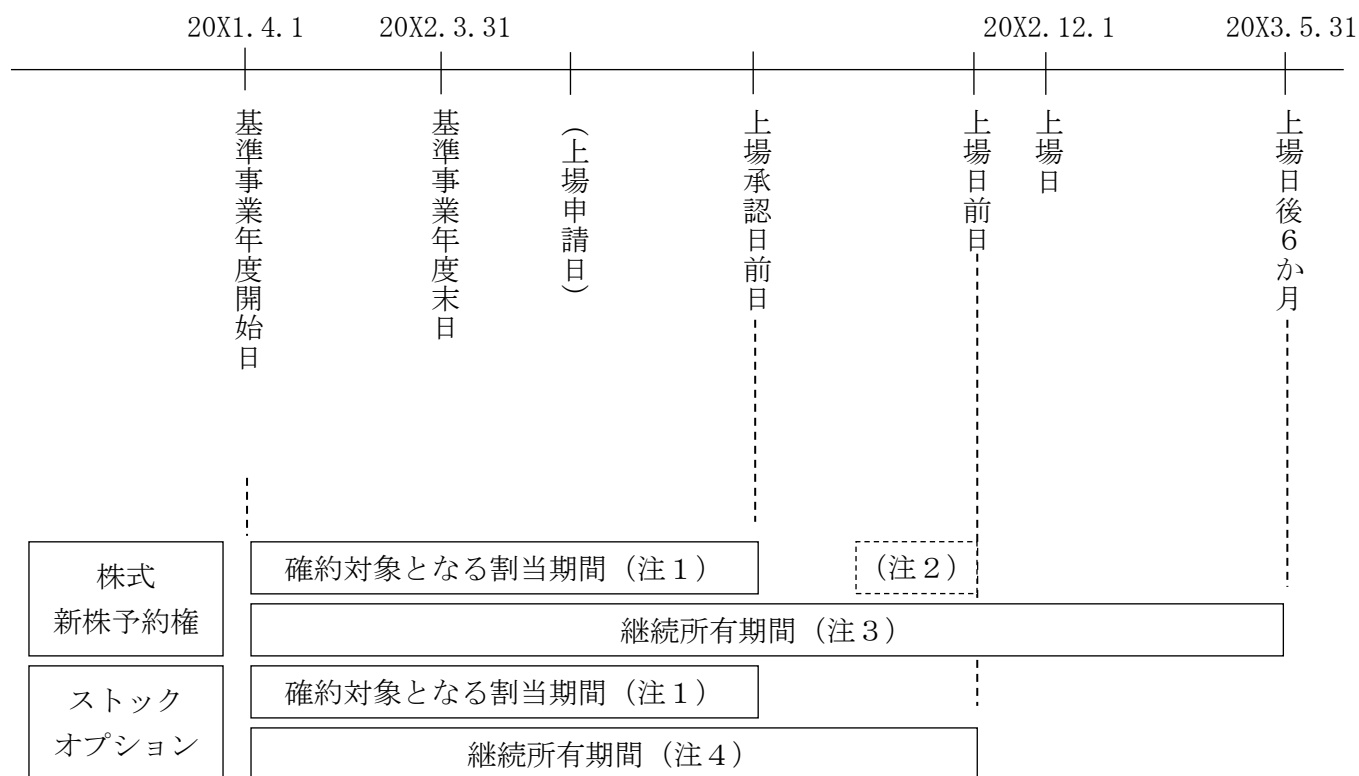 20X1.4.1
20X2.3.31
20X2.12.1
20X3.5.31
基準事業年度開始日
基準事業年度末日
(上場申請日)
上場承認日前日
上場日前日
上場日
上場日後6か月
株式
新株予約権
確約対象となる割当期間(注1)
(注2)
継続所有期間(注3)
ストック
オプション
確約対象となる割当期間(注1)
継続所有期間(注4)